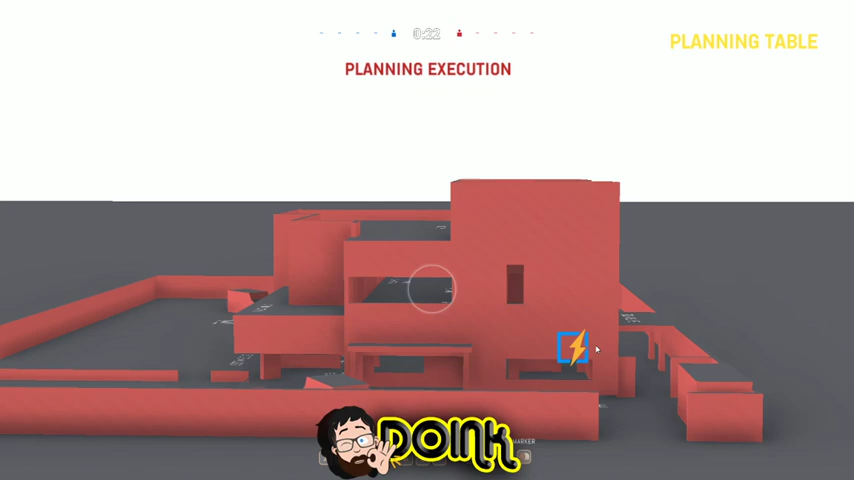 0:22
PLANNING TABLE
PLANNING EXECUTION
MARKER
DOINK